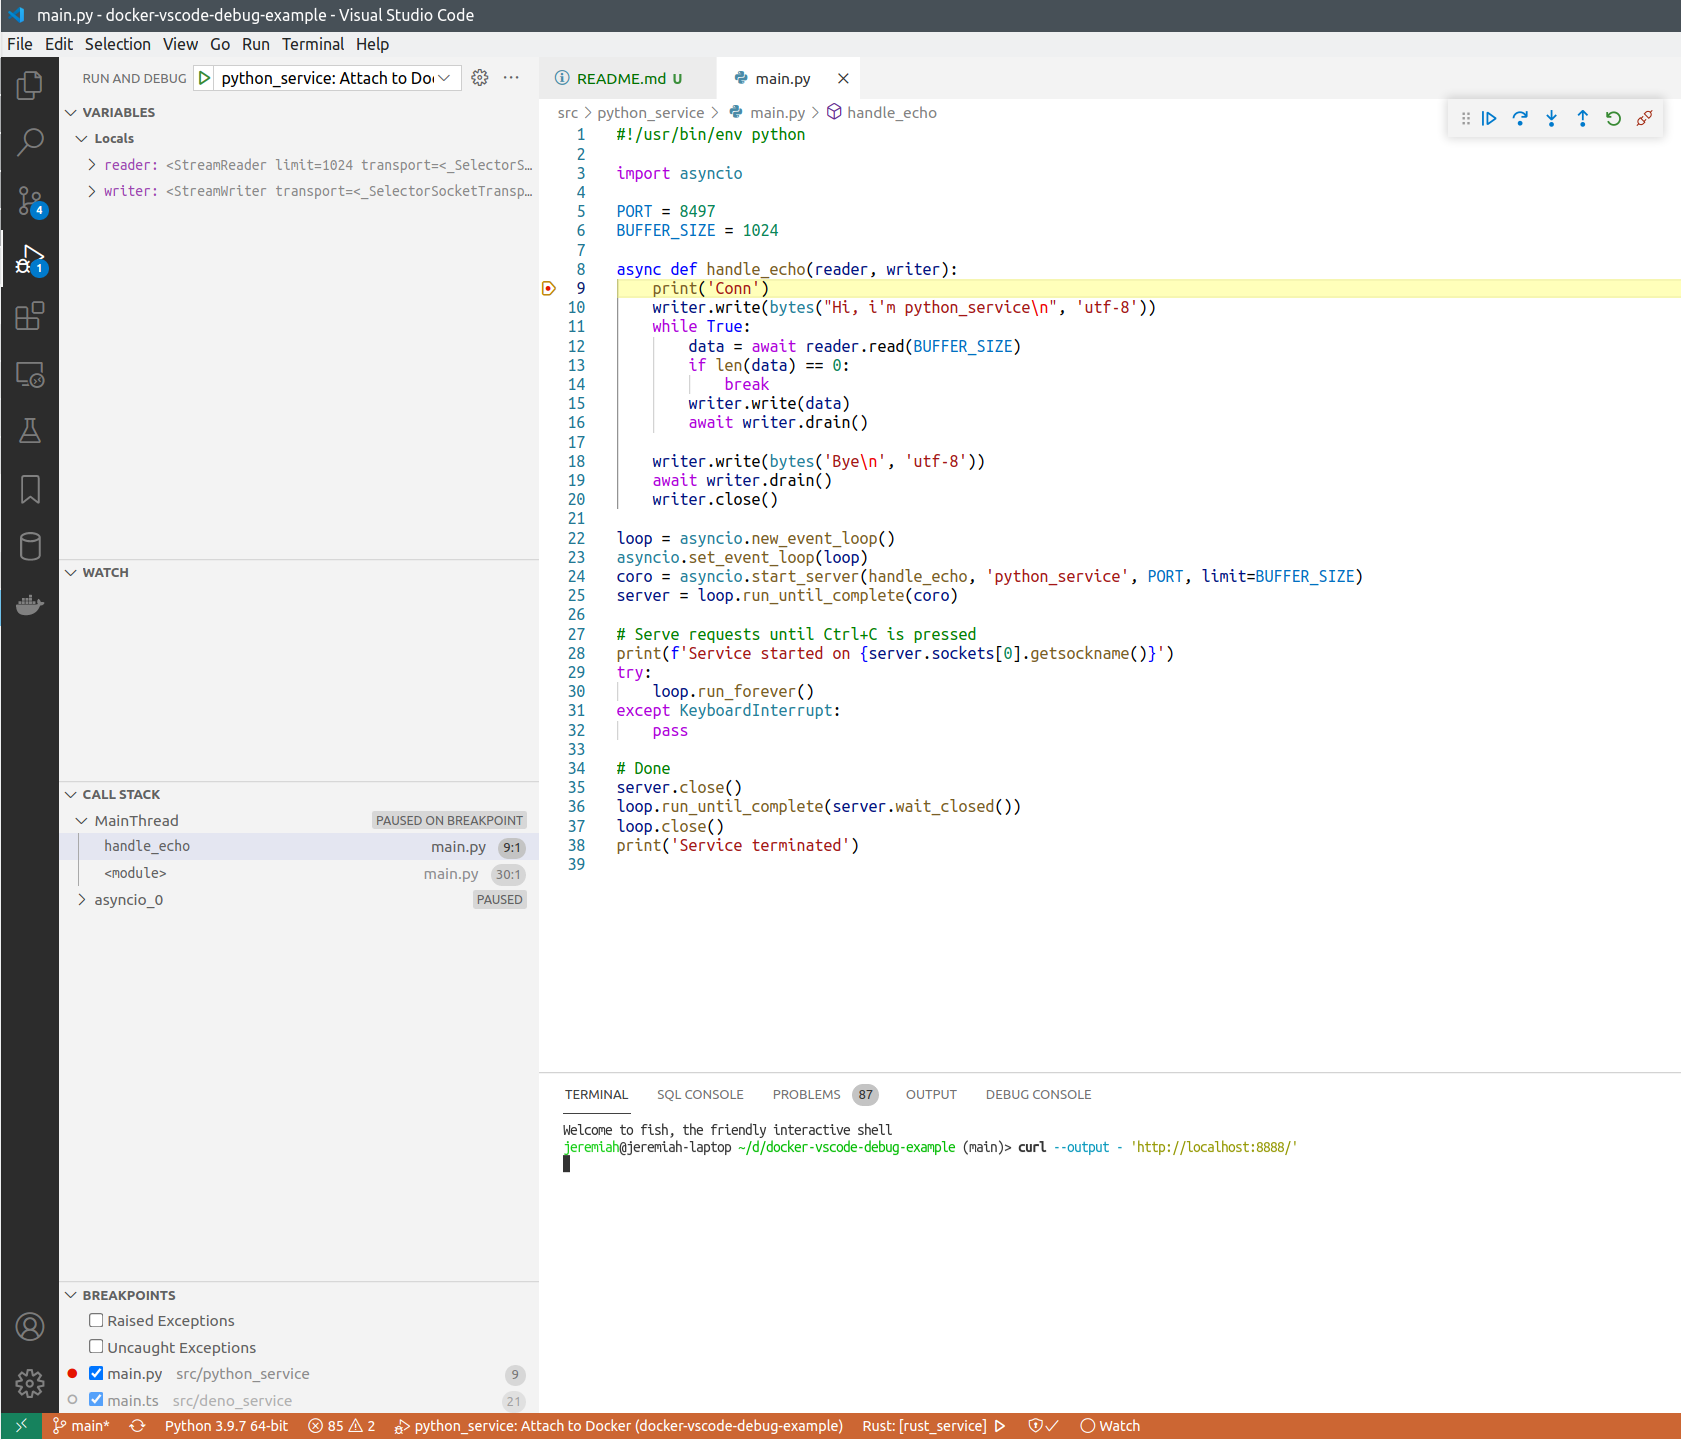 main.py - docker-vscode-debug-example - Visual Studio Code
File Edit Selection View Go Run Terminal Help
RUN AND DEBUG python_service: Attach to Do
VARIABLES
Locals
reader: <StreamReader limit=1024 transport=<_SelectorS…
writer: <StreamWriter transport=<_SelectorSocketTransp…
4
1
WATCH
CALL STACK
MainThread PAUSED ON BREAKPOINT
handle_echo main.py 9:1
<module> main.py 30:1
asyncio_0 PAUSED
BREAKPOINTS
Raised Exceptions
Uncaught Exceptions
main.py src/python_service 9
main.ts src/deno_service 21
README.md U main.py
src > python_service > main.py > handle_echo
1 #!/usr/bin/env python
2
3 import asyncio
4
5 PORT = 8497
6 BUFFER_SIZE = 1024
7
8 async def handle_echo(reader, writer):
9     print('Conn')
10     writer.write(bytes("Hi, i'm python_service\n", 'utf-8'))
11     while True:
12         data = await reader.read(BUFFER_SIZE)
13         if len(data) == 0:
14             break
15         writer.write(data)
16         await writer.drain()
17
18     writer.write(bytes('Bye\n', 'utf-8'))
19     await writer.drain()
20     writer.close()
21
22 loop = asyncio.new_event_loop()
23 asyncio.set_event_loop(loop)
24 coro = asyncio.start_server(handle_echo, 'python_service', PORT, limit=BUFFER_SIZE)
25 server = loop.run_until_complete(coro)
26
27 # Serve requests until Ctrl+C is pressed
28 print(f'Service started on {server.sockets[0].getsockname()}')
29 try:
30     loop.run_forever()
31 except KeyboardInterrupt:
32     pass
33
34 # Done
35 server.close()
36 loop.run_until_complete(server.wait_closed())
37 loop.close()
38 print('Service terminated')
39
TERMINAL SQL CONSOLE PROBLEMS 87 OUTPUT DEBUG CONSOLE
Welcome to fish, the friendly interactive shell
jeremiah@jeremiah-laptop ~/d/docker-vscode-debug-example (main)> curl --output - 'http://localhost:8888/'
main* Python 3.9.7 64-bit 85 2 python_service: Attach to Docker (docker-vscode-debug-example) Rust: [rust_service] Watch